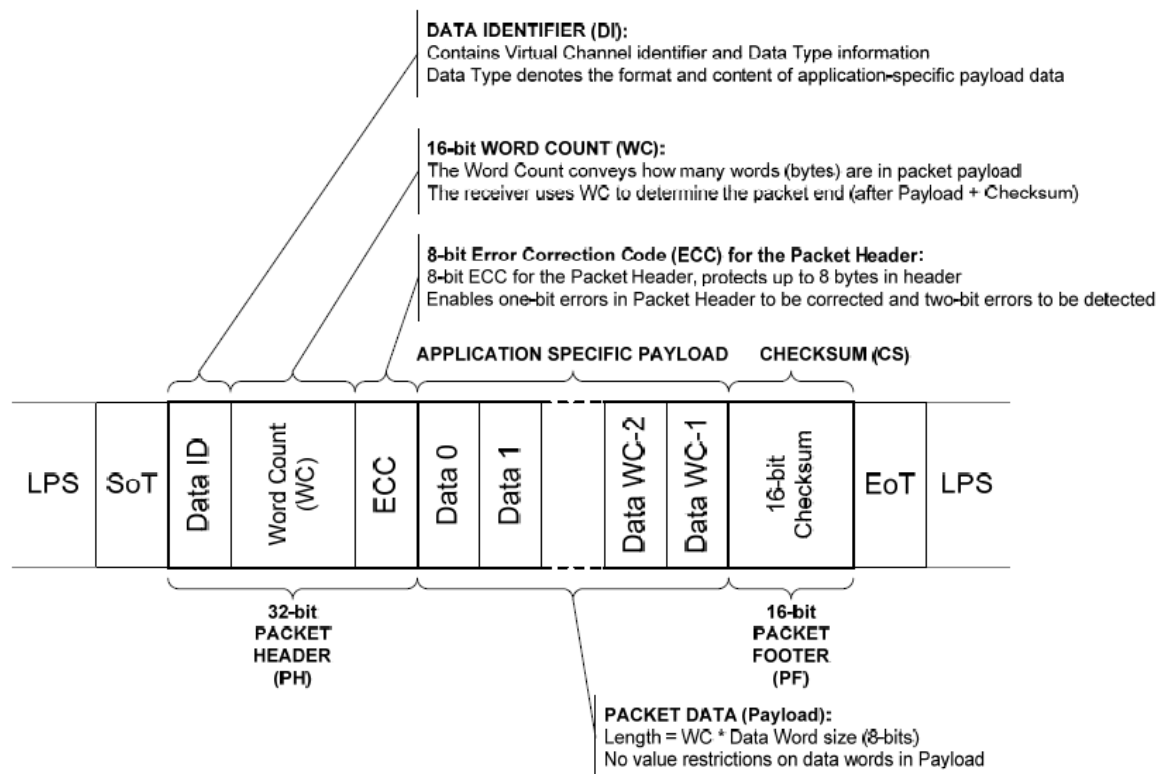 DATA IDENTIFIER (DI):
Contains Virtual Channel identifier and Data Type information
Data Type denotes the format and content of application-specific payload data
16-bit WORD COUNT (WC):
The Word Count conveys how many words (bytes) are in packet payload
The receiver uses WC to determine the packet end (after Payload + Checksum)
8-bit Error Correction Code (ECC) for the Packet Header:
8-bit ECC for the Packet Header, protects up to 8 bytes in header
Enables one-bit errors in Packet Header to be corrected and two-bit errors to be detected
APPLICATION SPECIFIC PAYLOAD
CHECKSUM (CS)
LPS
SoT
Data ID
Word Count
(WC)
ECC
Data 0
Data 1
Data WC-2
Data WC-1
16-bit
Checksum
EoT
LPS
32-bit
PACKET
HEADER
(PH)
16-bit
PACKET
FOOTER
(PF)
PACKET DATA (Payload):
Length = WC * Data Word size (8-bits)
No value restrictions on data words in Payload